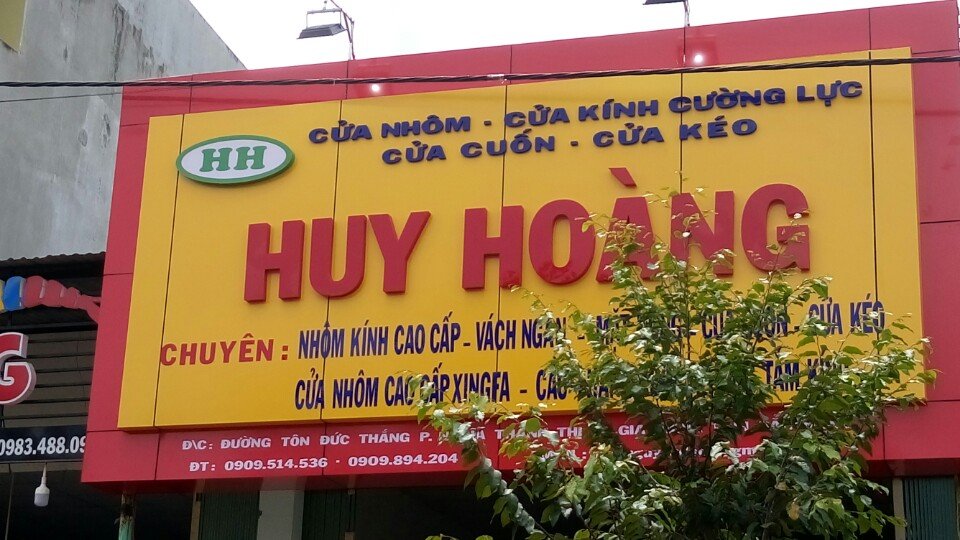 HH
CỬA NHÔM - CỬA KÍNH CƯỜNG LỰC
CỬA CUỐN - CỬA KÉO
HUY HOÀNG
CHUYÊN : NHÔM KÍNH CAO CẤP - VÁCH NGĂN - CỬA KÉO
CỬA NHÔM CAO CẤP XINGFA -
Đ\C: ĐƯỜNG TÔN ĐỨC THẮNG P.
ĐT: 0909.514.536 - 0909.894.204
G
0983.488.09